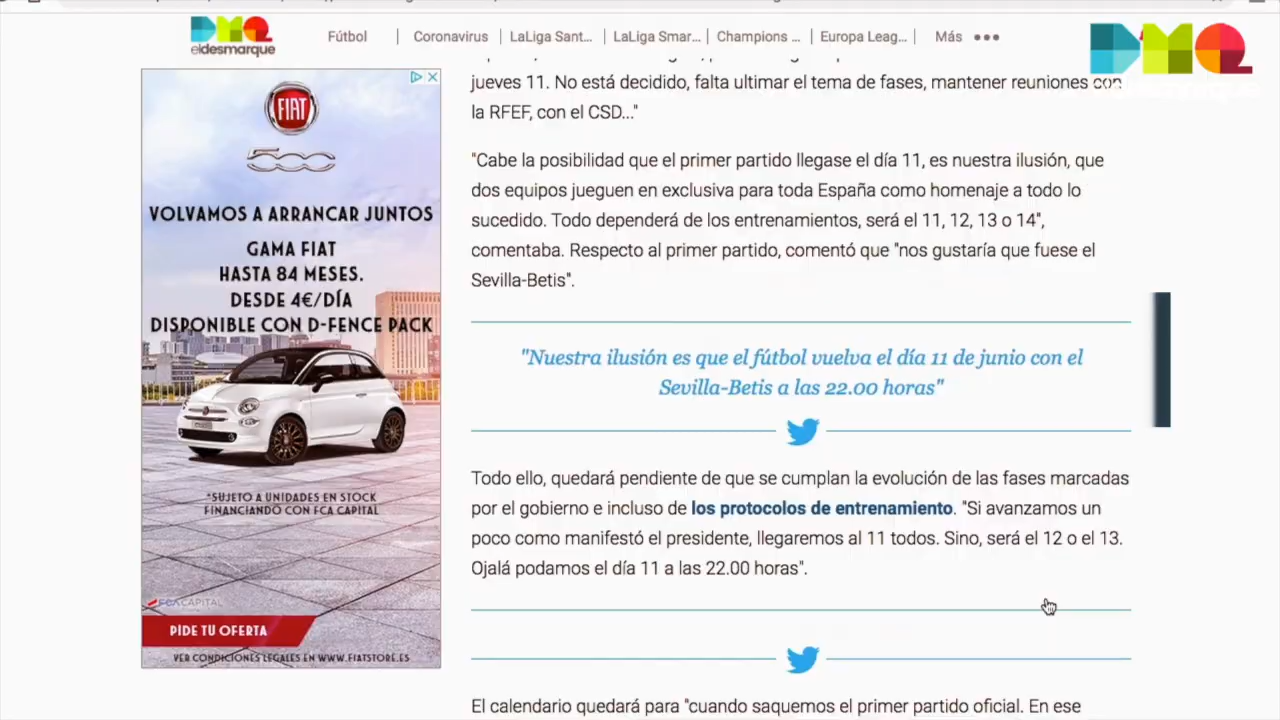 eldesmarque
Fútbol
Coronavirus
LaLiga Sant...
LaLiga Smar...
Champions ...
Europa Leag...
Más
DMQ
FIAT
500
VOLVAMOS A ARRANCAR JUNTOS
GAMA FIAT
HASTA 84 MESES.
DESDE 4€/DÍA
DISPONIBLE CON D-FENCE PACK
*SUJETO A UNIDADES EN STOCK
FINANCIANDO CON FCA CAPITAL
FCA CAPITAL
PIDE TU OFERTA
VER CONDICIONES LEGALES EN WWW.FIATSTORE.ES
jueves 11. No está decidido, falta ultimar el tema de fases, mantener reuniones con
la RFEF, con el CSD..."
"Cabe la posibilidad que el primer partido llegase el día 11, es nuestra ilusión, que
dos equipos jueguen en exclusiva para toda España como homenaje a todo lo
sucedido. Todo dependerá de los entrenamientos, será el 11, 12, 13 o 14",
comentaba. Respecto al primer partido, comentó que "nos gustaría que fuese el
Sevilla-Betis".
"Nuestra ilusión es que el fútbol vuelva el día 11 de junio con el
Sevilla-Betis a las 22.00 horas"
Todo ello, quedará pendiente de que se cumplan la evolución de las fases marcadas
por el gobierno e incluso de los protocolos de entrenamiento. "Si avanzamos un
poco como manifestó el presidente, llegaremos al 11 todos. Sino, será el 12 o el 13.
Ojalá podamos el día 11 a las 22.00 horas".
El calendario quedará para "cuando saquemos el primer partido oficial. En ese